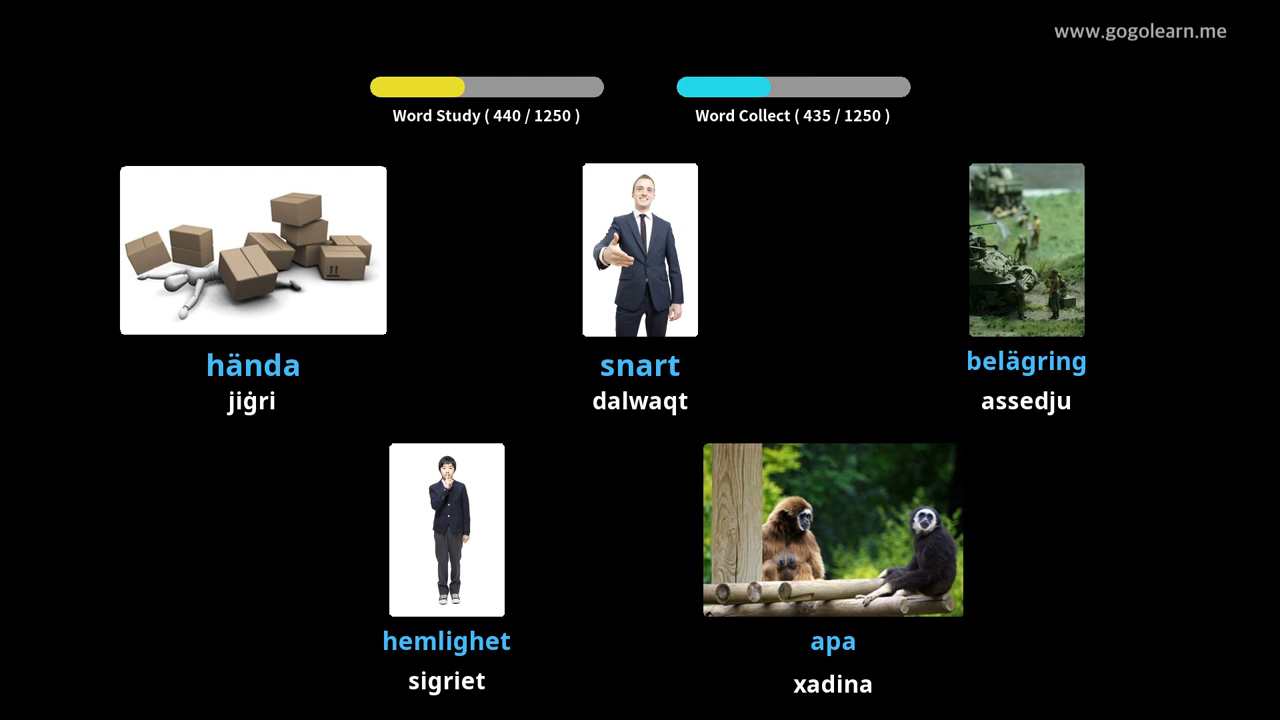 www.gogolearn.me
Word Study ( 440 / 1250 )
Word Collect ( 435 / 1250 )
hända
jiġri
snart
dalwaqt
belägring
assedju
hemlighet
sigriet
apa
xadina